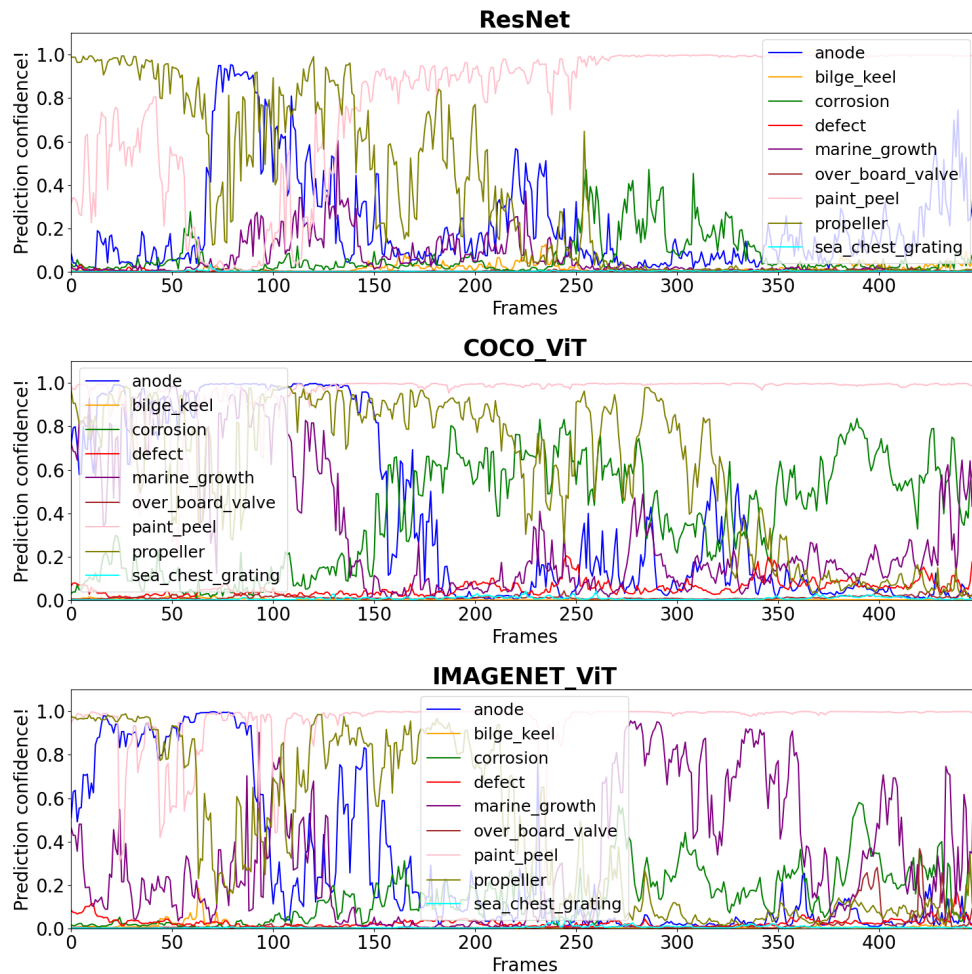 ResNet
Prediction confidence!
1.0
0.8
0.6
0.4
0.2
0.0
anode
bilge_keel
corrosion
defect
marine_growth
over_board_valve
paint_peel
propeller
sea_chest_grating
0 50 100 150 200 250 300 350 400
Frames
COCO_ViT
Prediction confidence!
1.0
0.8
0.6
0.4
0.2
0.0
anode
bilge_keel
corrosion
defect
marine_growth
over_board_valve
paint_peel
propeller
sea_chest_grating
0 50 100 150 200 250 300 350 400
Frames
IMAGENET_ViT
Prediction confidence!
1.0
0.8
0.6
0.4
0.2
0.0
anode
bilge_keel
corrosion
defect
marine_growth
over_board_valve
paint_peel
propeller
sea_chest_grating
0 50 100 150 200 250 300 350 400
Frames